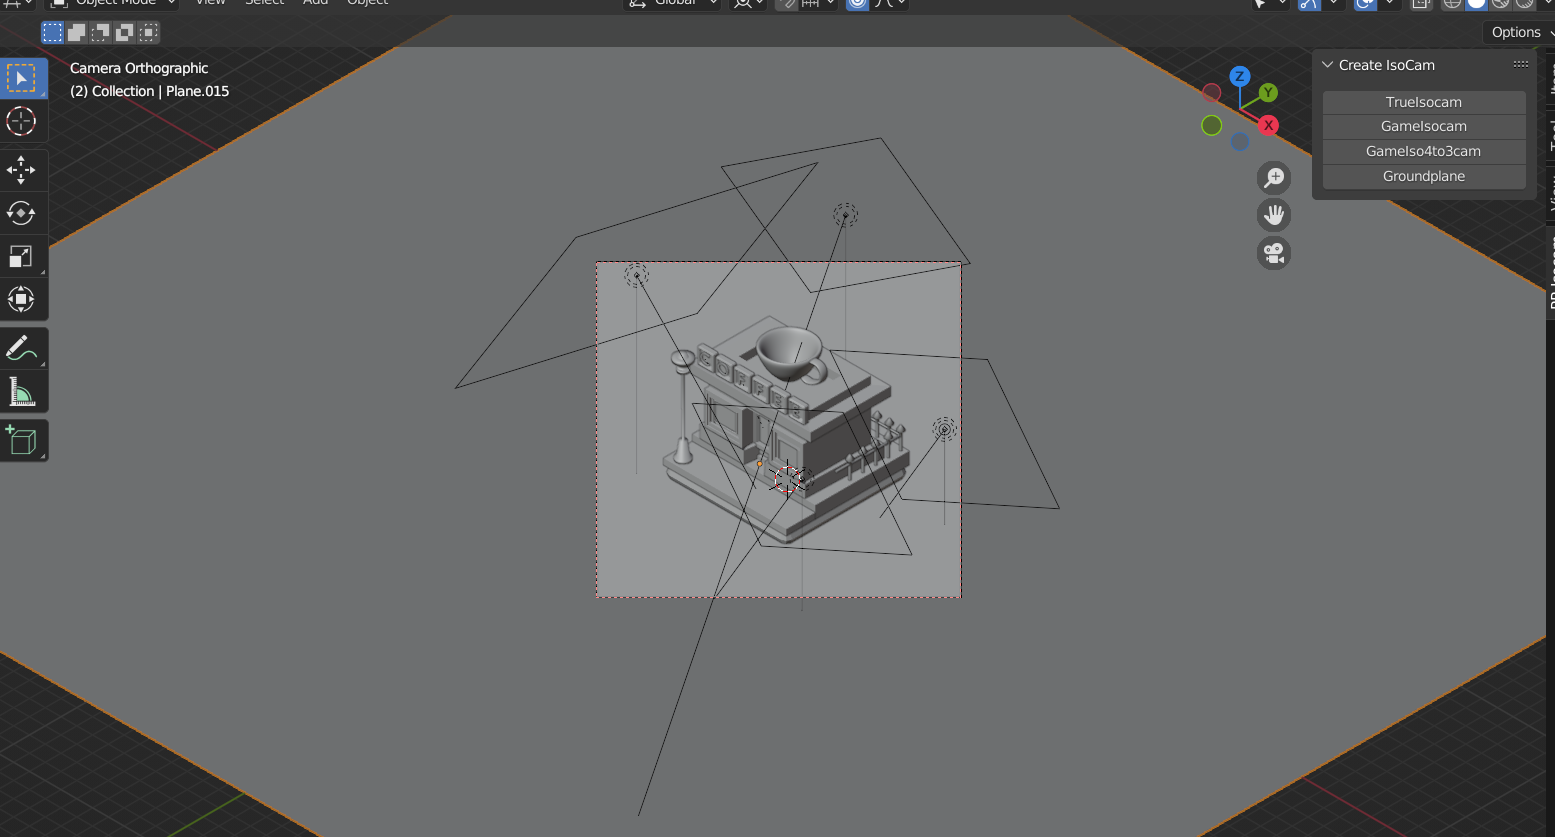 Object Mode View Select Add Object Global
Options
Camera Orthographic
(2) Collection | Plane.015
Create IsoCam
TrueIsocam
GameIsocam
GameIso4to3cam
Groundplane
Z
Y
X
COFFEE